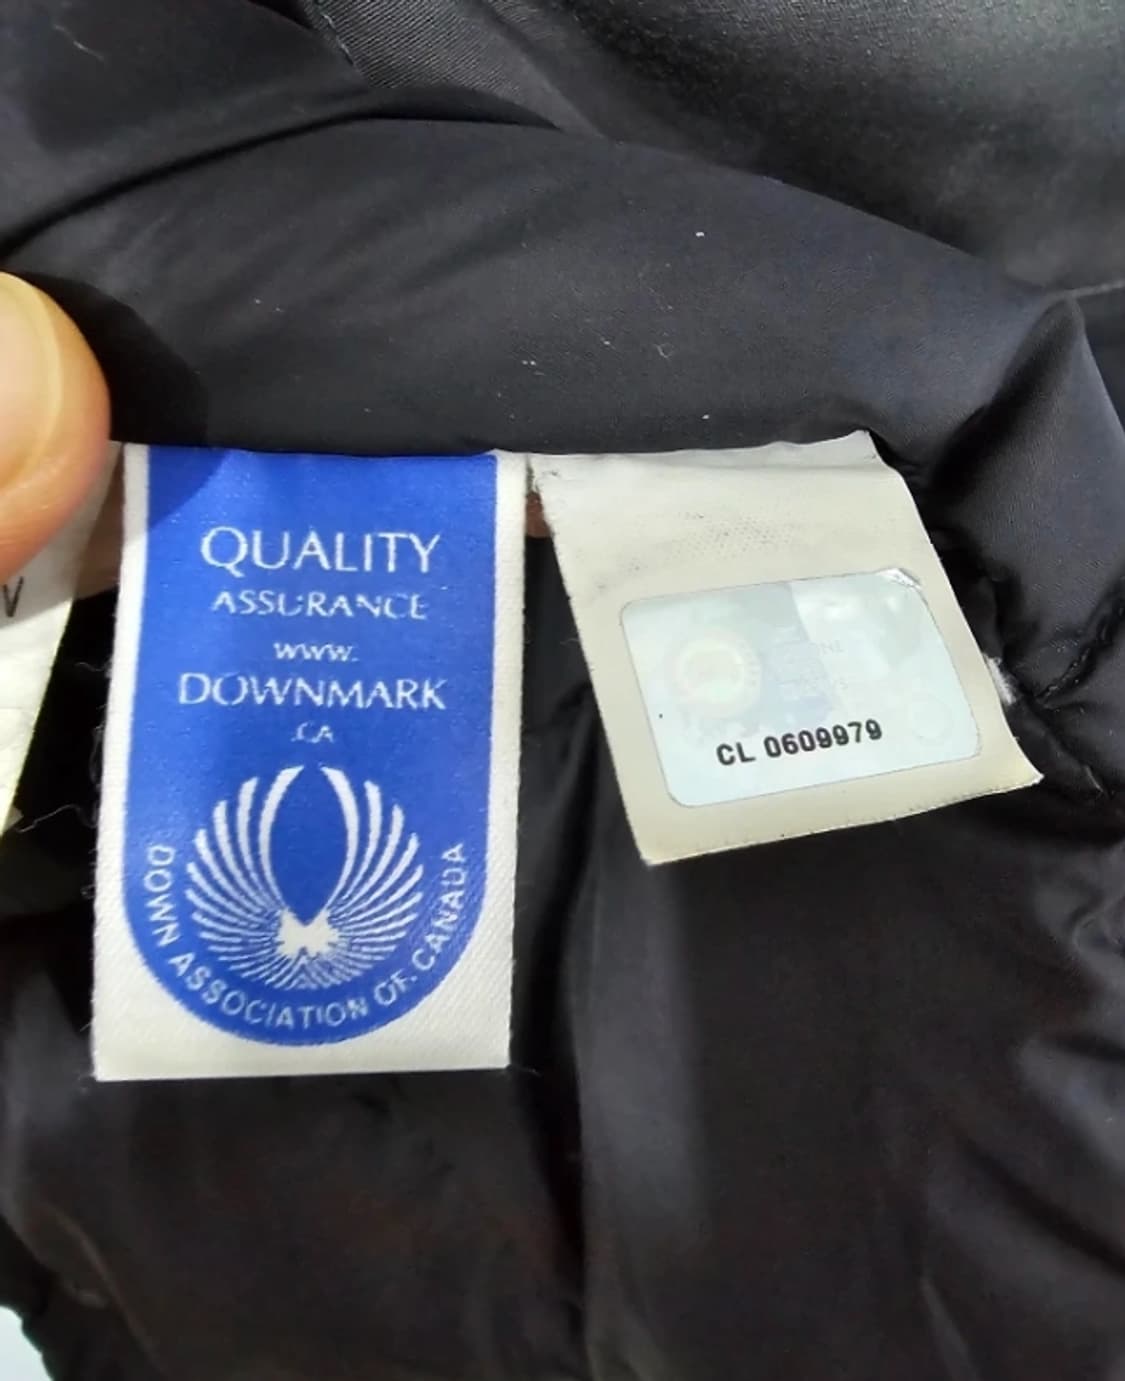 QUALITY
ASSURANCE
www.
DOWNMARK
.CA
DOWN ASSOCIATION OF CANADA
CL 0609979
V